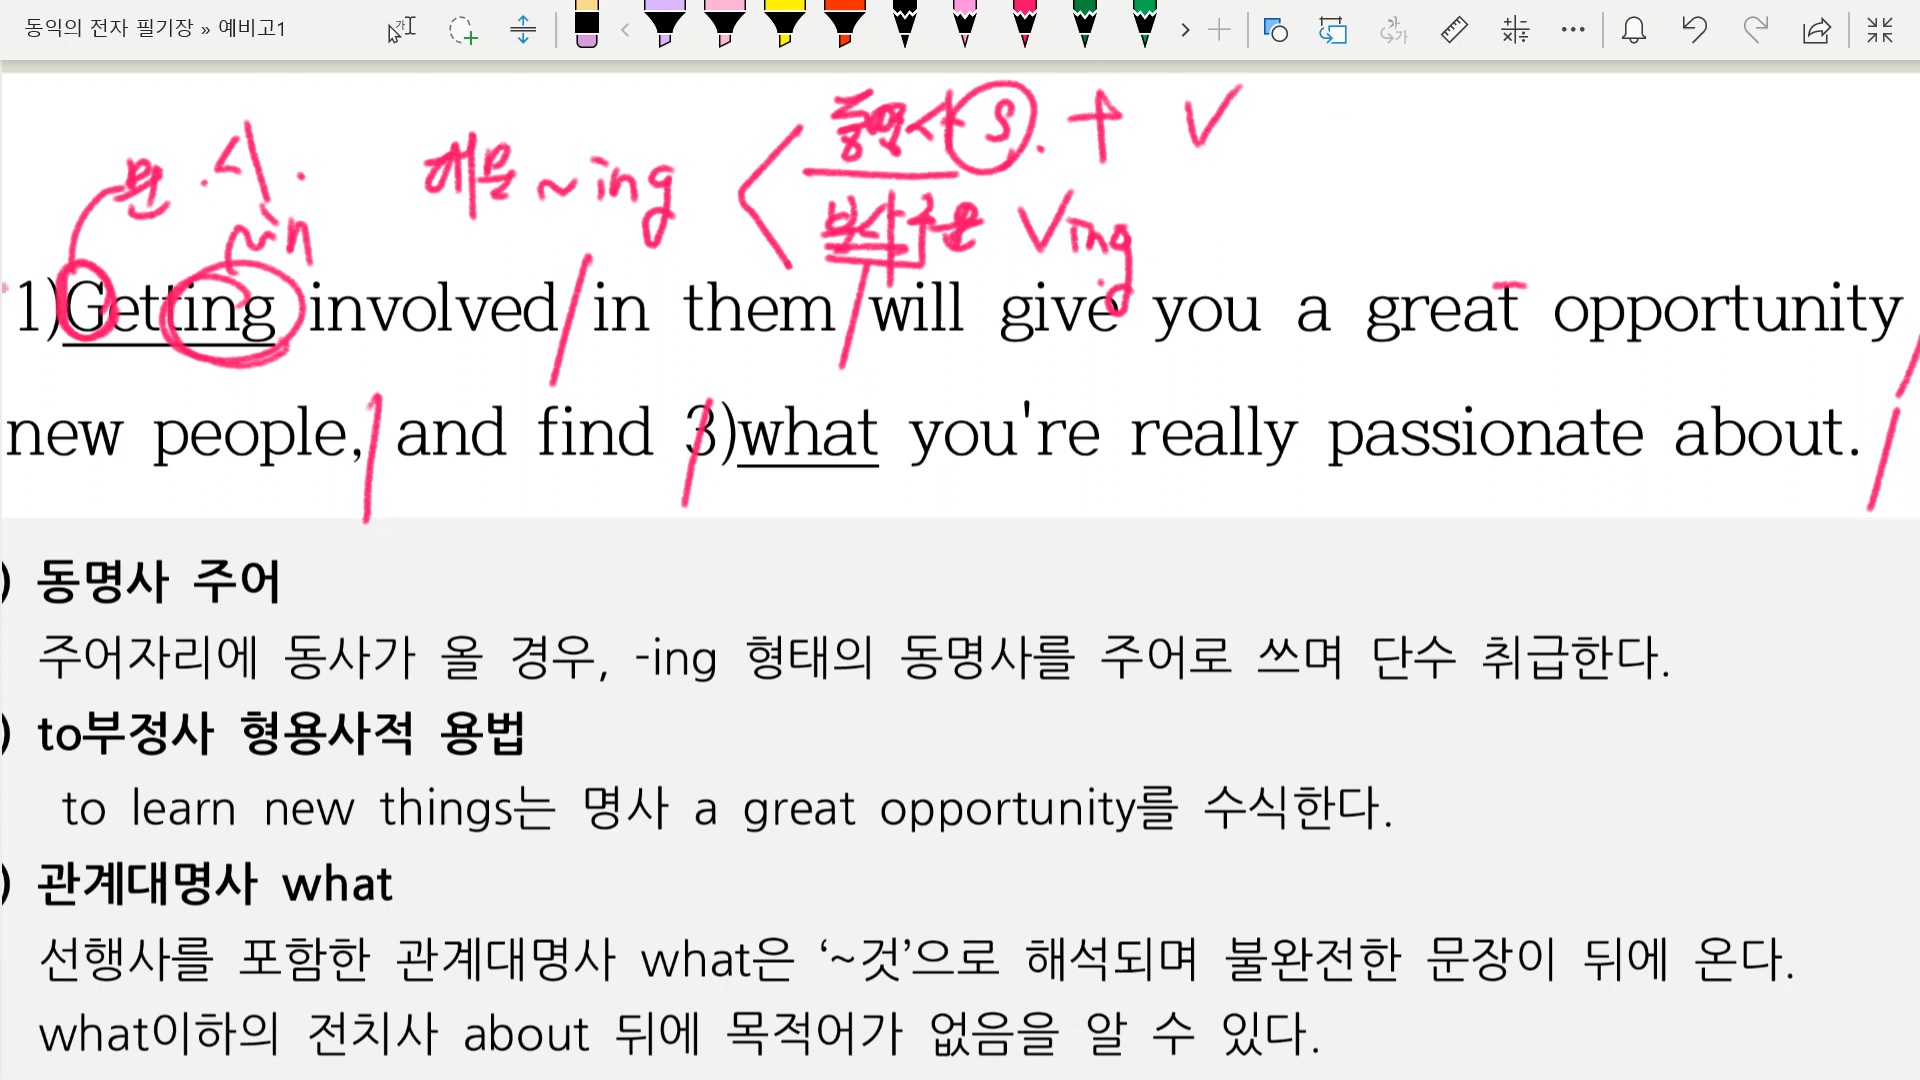 동익의 전자 필기장 » 예비고1
동명사 S. + V
문.시. 대문 ~ing
~in 분사구문 Ving
1)Getting involved in them will give you a great opportunity
new people, and find 3)what you're really passionate about.
) 동명사 주어
주어자리에 동사가 올 경우, -ing 형태의 동명사를 주어로 쓰며 단수 취급한다.
) to부정사 형용사적 용법
to learn new things는 명사 a great opportunity를 수식한다.
) 관계대명사 what
선행사를 포함한 관계대명사 what은 ‘~것’으로 해석되며 불완전한 문장이 뒤에 온다.
what이하의 전치사 about 뒤에 목적어가 없음을 알 수 있다.